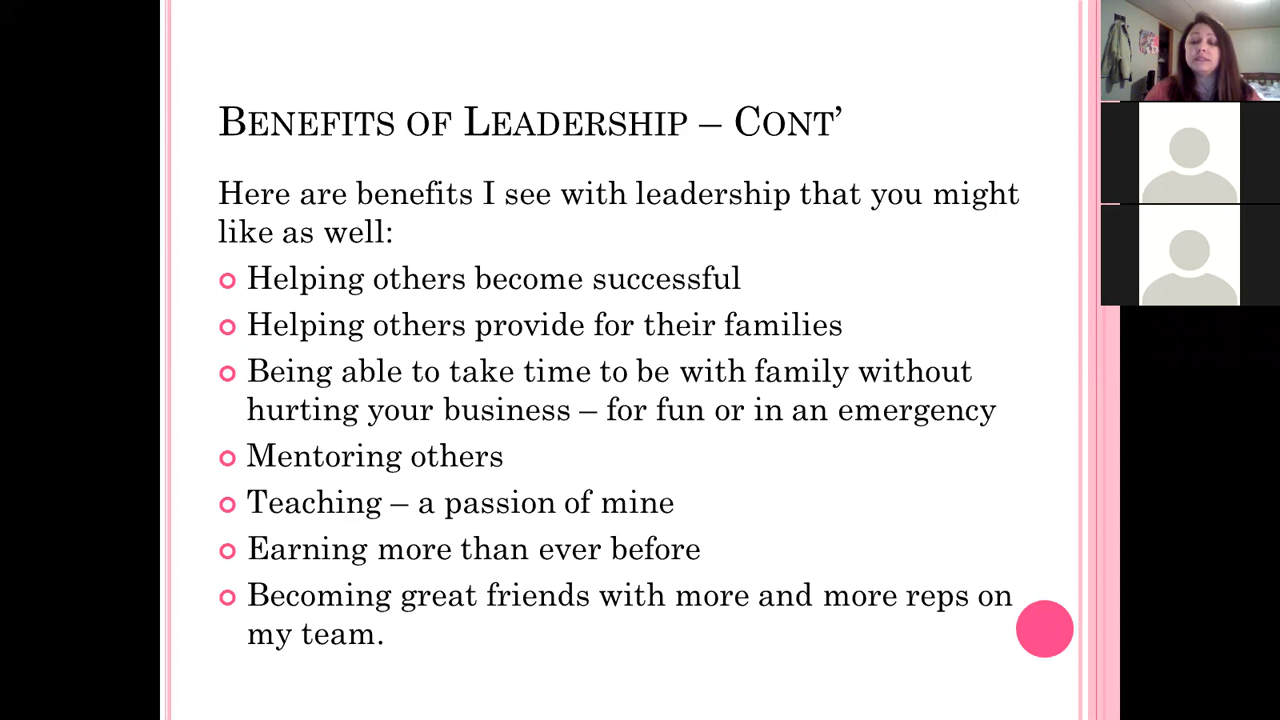 Benefits of Leadership – Cont’
Here are benefits I see with leadership that you might
like as well:
Helping others become successful
Helping others provide for their families
Being able to take time to be with family without
hurting your business – for fun or in an emergency
Mentoring others
Teaching – a passion of mine
Earning more than ever before
Becoming great friends with more and more reps on
my team.